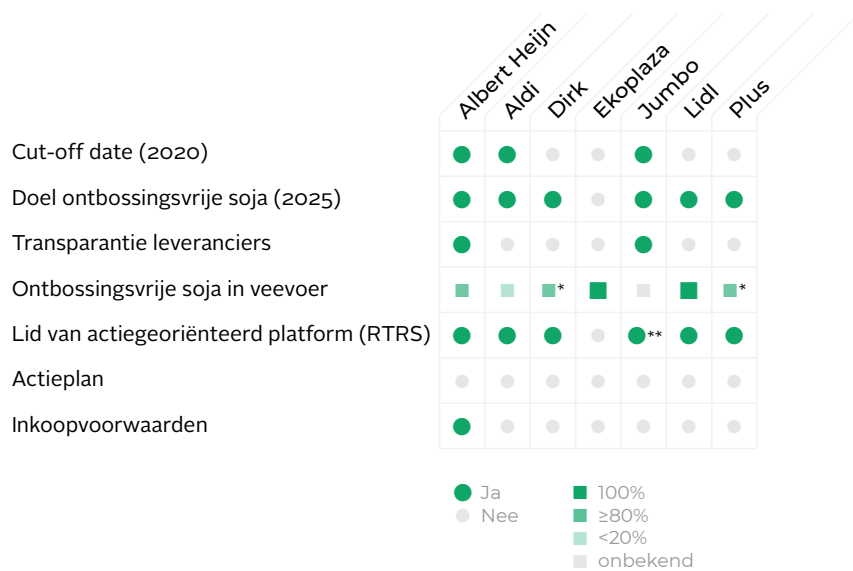 Albert Heijn
Aldi
Dirk
Ekoplaza
Jumbo
Lidl
Plus
Cut-off date (2020)
Doel ontbossingsvrije soja (2025)
Transparantie leveranciers
Ontbossingsvrije soja in veevoer
* *
Lid van actiegeoriënteerd platform (RTRS)
**
Actieplan
Inkoopvoorwaarden
Ja
Nee
100%
≥80%
<20%
onbekend